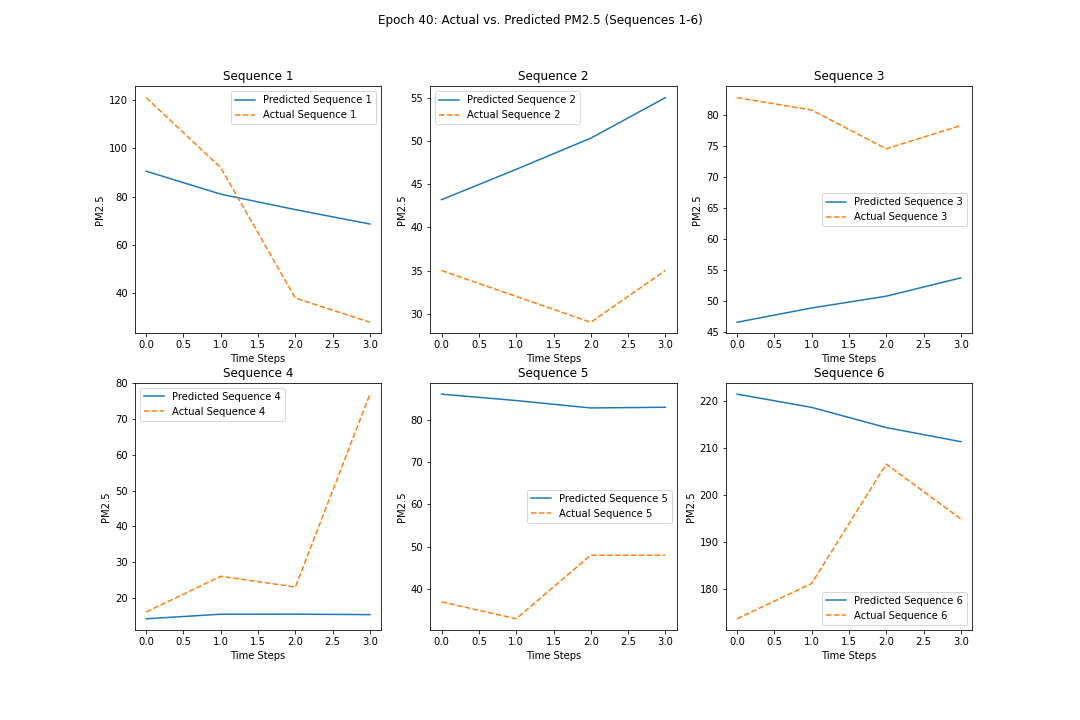 Epoch 40: Actual vs. Predicted PM2.5 (Sequences 1-6)
Sequence 1
PM2.5
120
100
80
60
40
Predicted Sequence 1
Actual Sequence 1
0.0 0.5 1.0 1.5 2.0 2.5 3.0
Time Steps
Sequence 2
PM2.5
55
50
45
40
35
30
Predicted Sequence 2
Actual Sequence 2
0.0 0.5 1.0 1.5 2.0 2.5 3.0
Time Steps
Sequence 3
PM2.5
80
75
70
65
60
55
50
45
Predicted Sequence 3
Actual Sequence 3
0.0 0.5 1.0 1.5 2.0 2.5 3.0
Time Steps
Sequence 4
PM2.5
80
70
60
50
40
30
20
Predicted Sequence 4
Actual Sequence 4
0.0 0.5 1.0 1.5 2.0 2.5 3.0
Time Steps
Sequence 5
PM2.5
80
70
60
50
40
Predicted Sequence 5
Actual Sequence 5
0.0 0.5 1.0 1.5 2.0 2.5 3.0
Time Steps
Sequence 6
PM2.5
220
210
200
190
180
Predicted Sequence 6
Actual Sequence 6
0.0 0.5 1.0 1.5 2.0 2.5 3.0
Time Steps